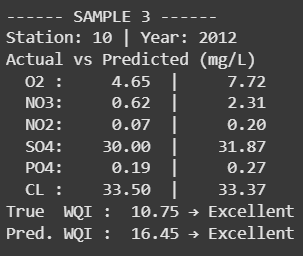 ------ SAMPLE 3 ------
Station: 10 | Year: 2012
Actual vs Predicted (mg/L)
O2 : 4.65 | 7.72
NO3: 0.62 | 2.31
NO2: 0.07 | 0.20
SO4: 30.00 | 31.87
PO4: 0.19 | 0.27
CL : 33.50 | 33.37
True WQI : 10.75 → Excellent
Pred. WQI : 16.45 → Excellent